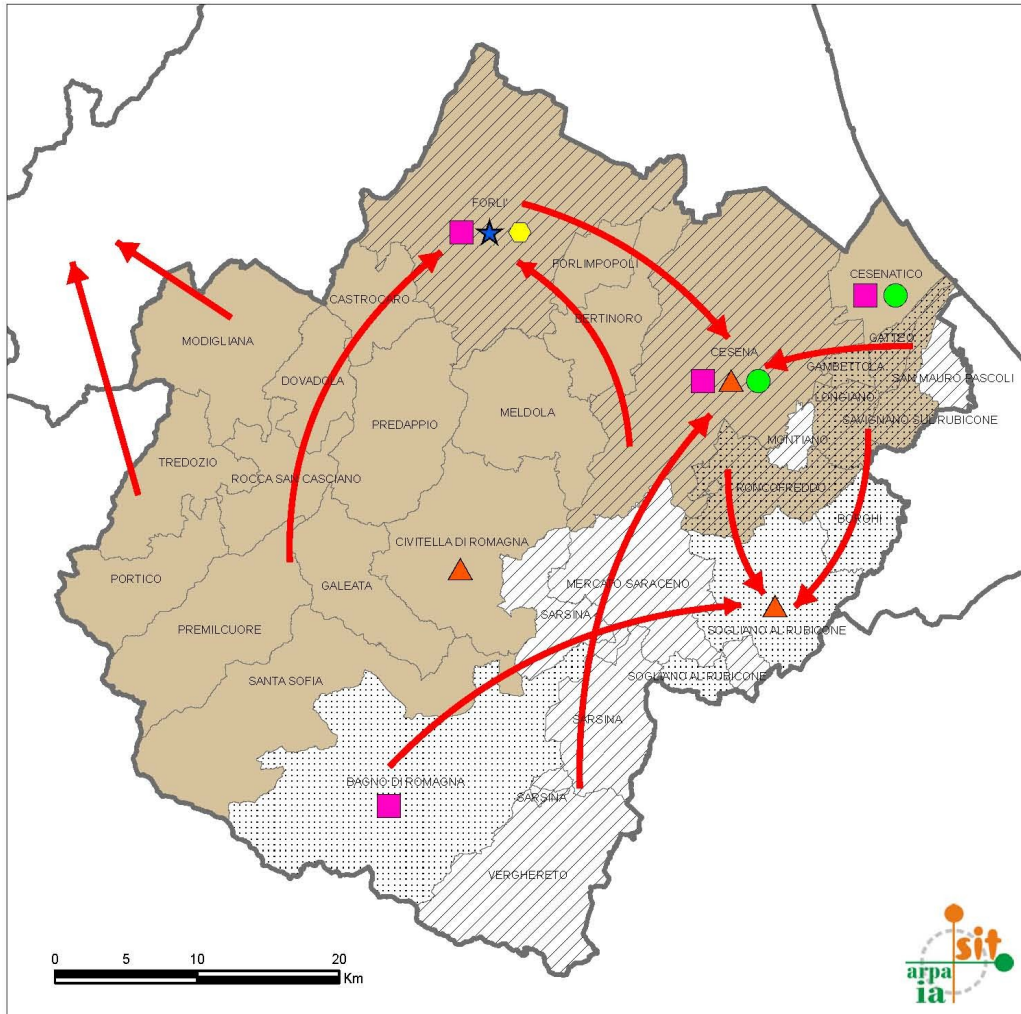 FORLI'
FORLIMPOPOLI
CESENATICO
CASTROCARO
BERTINORO
MODIGLIANA
GATTEO
CESENA
GAMBETTOLA
SAN MAURO PASCOLI
DOVADOLA
LONGIANO
MELDOLA
SAVIGNANO SUL RUBICONE
PREDAPPIO
MONTIANO
TREDOZIO
ROCCA SAN CASCIANO
RONCOFREDDO
BORGHI
CIVITELLA DI ROMAGNA
PORTICO
GALEATA
MERCATO SARACENO
SARSINA
PREMILCUORE
SOGLIANO AL RUBICONE
SANTA SOFIA
SOGLIANO AL RUBICONE
SARSINA
BAGNO DI ROMAGNA
SARSINA
VERGHERETO
0 5 10 20
Km
sit
arpa
ia